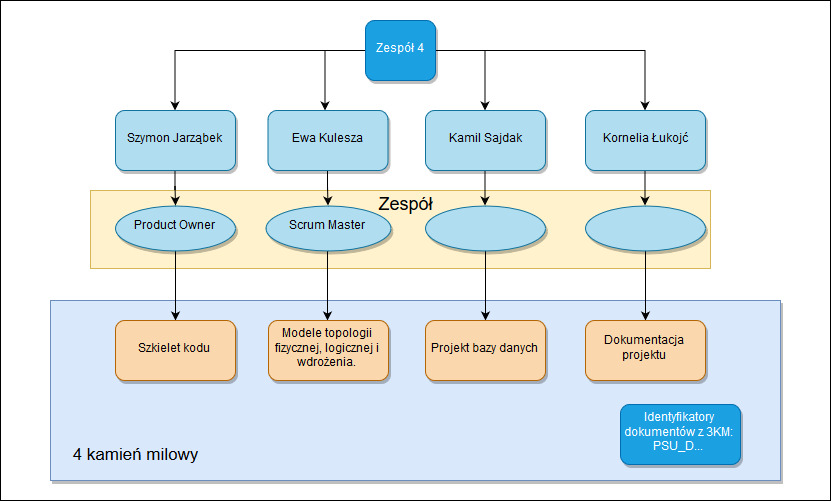 Zespół 4
Szymon Jarząbek
Ewa Kulesza
Kamil Sajdak
Kornelia Łukojć
Zespół
Product Owner
Scrum Master
Szkielet kodu
Modele topologii
fizycznej, logicznej i
wdrożenia.
Projekt bazy danych
Dokumentacja
projektu
Identyfikatory
dokumentów z 3KM:
PSU_D...
4 kamień milowy